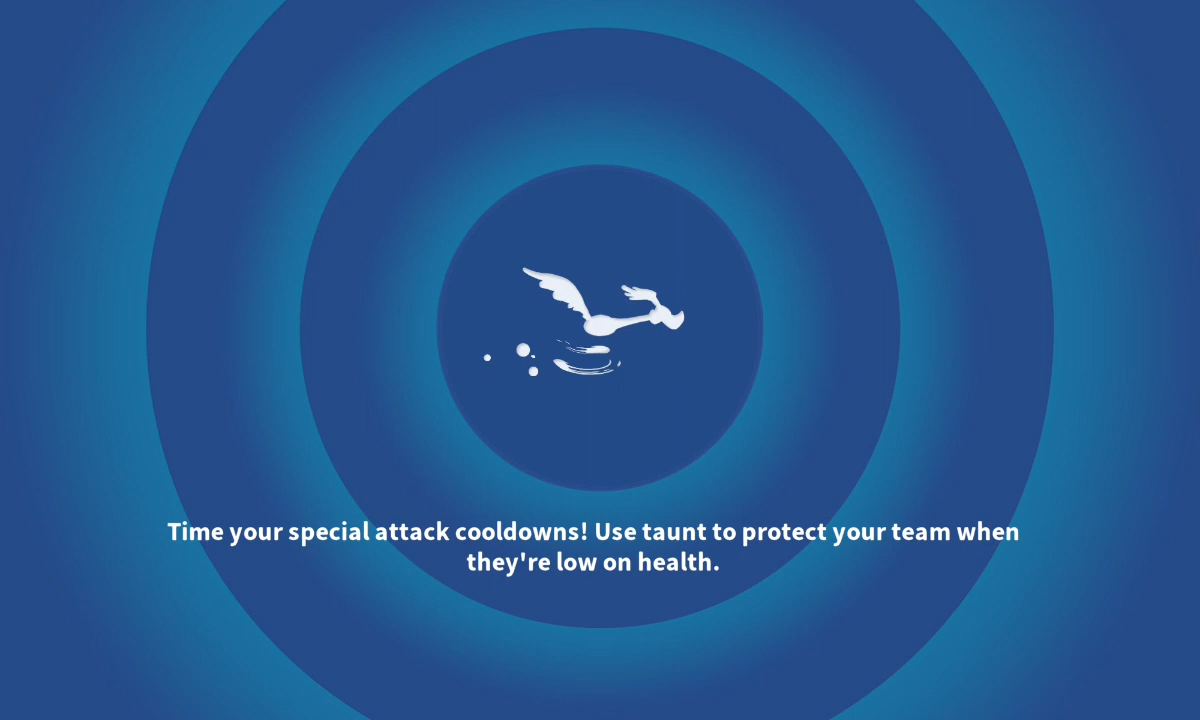 Time your special attack cooldowns! Use taunt to protect your team when
they're low on health.